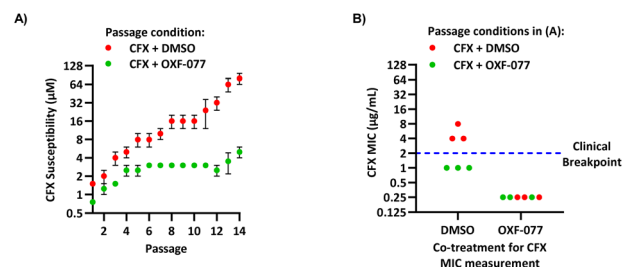 A)
Passage condition:
CFX + DMSO
CFX + OXF-077
CFX Susceptibility (µM)
128
64
32
16
8
4
2
1
0.5
2
4
6
8
10
12
14
Passage
B)
Passage conditions in (A):
CFX + DMSO
CFX + OXF-077
CFX MIC (µg/mL)
128
64
32
16
8
4
2
1
0.5
0.25
0.125
Clinical
Breakpoint
DMSO
OXF-077
Co-treatment for CFX
MIC measurement